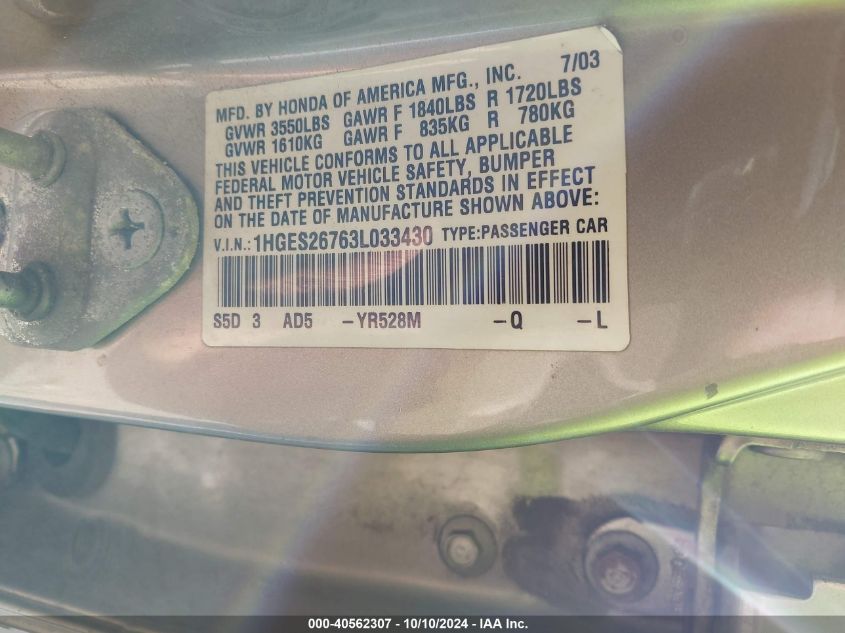 MFD. BY HONDA OF AMERICA MFG., INC. 7/03
GVWR 3550LBS GAWR F 1840LBS R 1720LBS
GVWR 1610KG GAWR F 835KG R 780KG
THIS VEHICLE CONFORMS TO ALL APPLICABLE
FEDERAL MOTOR VEHICLE SAFETY, BUMPER
AND THEFT PREVENTION STANDARDS IN EFFECT
ON THE DATE OF MANUFACTURE SHOWN ABOVE:
V.I.N.: 1HGES26763L033430 TYPE:PASSENGER CAR
S5D 3 AD5 -YR528M -Q -L
000-40562307 - 10/10/2024 - IAA Inc.